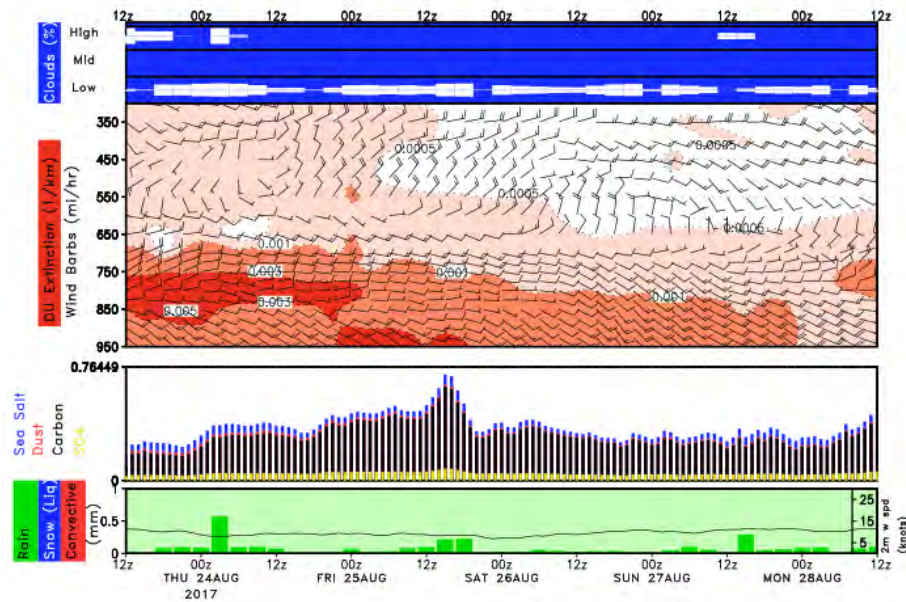 12z 00z 12z 00z 12z 00z 12z 00z 12z 00z 12z
Clouds (%)
High
Mid
Low
DU Extinction (1/km)
Wind Barbs (mi/hr)
350
450
550
650
750
850
950
0.0005
0.0005
0.0005
0.0005
0.001
0.003
0.001
0.003
0.001
0.005
0.76449
0
Sea Salt
Dust
Carbon
SO4
Rain
Snow (Liq)
Convective
(mm)
1
0.5
0
25
15
5
2m w spd
(knots)
12z 00z 12z 00z 12z 00z 12z 00z 12z 00z 12z
THU 24AUG FRI 25AUG SAT 26AUG SUN 27AUG MON 28AUG
2017